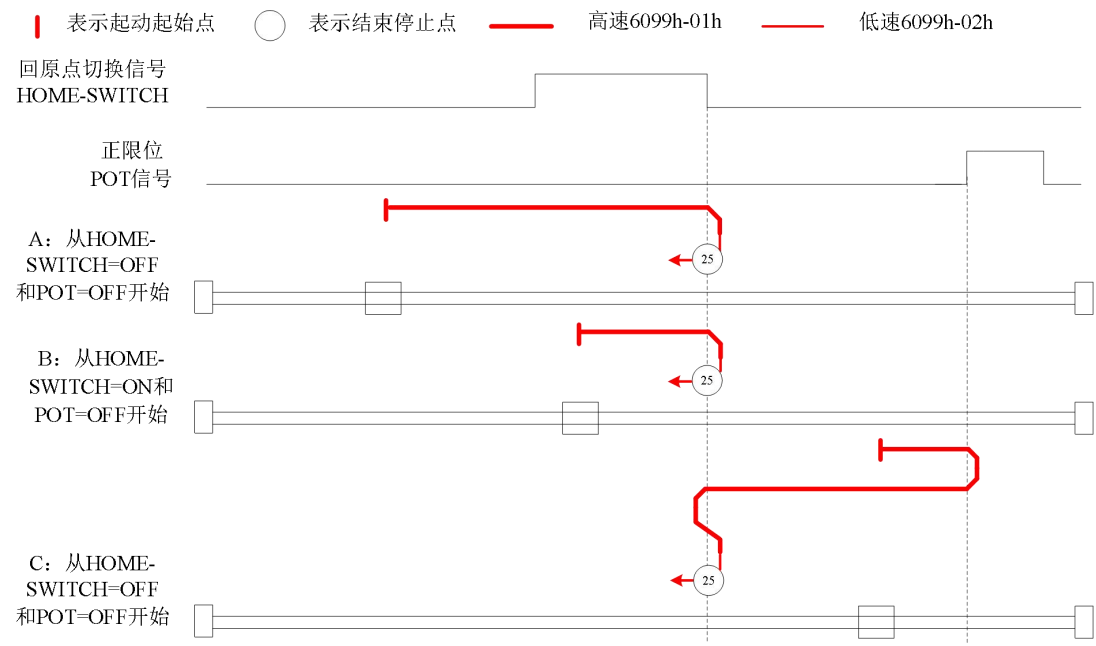 表示起动起始点 表示结束停止点 高速6099h-01h 低速6099h-02h
回原点切换信号
HOME-SWITCH
正限位
POT信号
A：从HOME-
SWITCH=OFF
和POT=OFF开始
25
B：从HOME-
SWITCH=ON和
POT=OFF开始
25
C：从HOME-
SWITCH=OFF
和POT=OFF开始
25